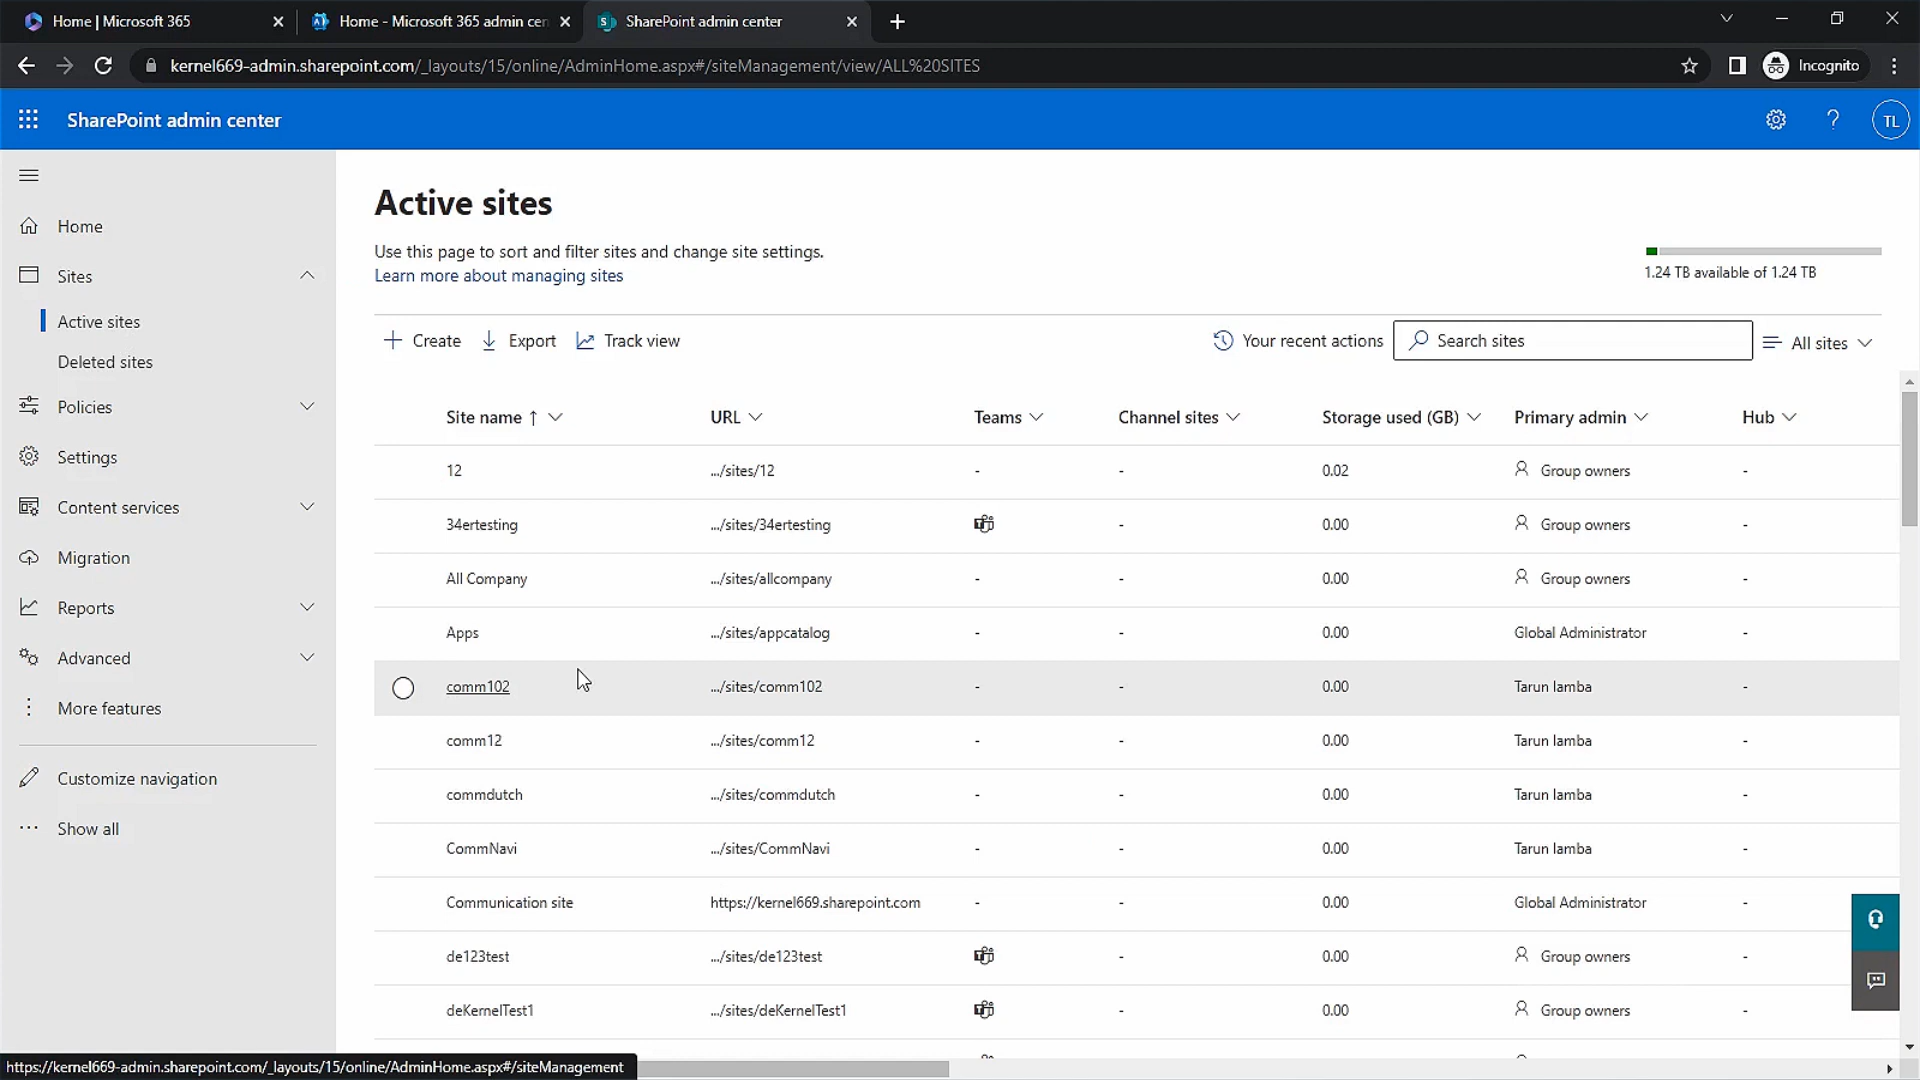 Home | Microsoft 365
Home - Microsoft 365 admin cen
SharePoint admin center
kernel669-admin.sharepoint.com/_layouts/15/online/AdminHome.aspx#/siteManagement/view/ALL%20SITES
Incognito
SharePoint admin center
TL
Home
Sites
Active sites
Deleted sites
Policies
Settings
Content services
Migration
Reports
Advanced
More features
Customize navigation
Show all
Active sites
Use this page to sort and filter sites and change site settings.
Learn more about managing sites
1.24 TB available of 1.24 TB
Create Export Track view Your recent actions Search sites All sites
Site name ↑ URL Teams Channel sites Storage used (GB) Primary admin Hub
12 .../sites/12 - - 0.02 Group owners -
34ertesting .../sites/34ertesting - 0.00 Group owners -
All Company .../sites/allcompany - - 0.00 Group owners -
Apps .../sites/appcatalog - - 0.00 Global Administrator -
comm102 .../sites/comm102 - - 0.00 Tarun lamba -
comm12 .../sites/comm12 - - 0.00 Tarun lamba -
commdutch .../sites/commdutch - - 0.00 Tarun lamba -
CommNavi .../sites/CommNavi - - 0.00 Tarun lamba -
Communication site https://kernel669.sharepoint.com - - 0.00 Global Administrator -
de123test .../sites/de123test - 0.00 Group owners -
deKernelTest1 .../sites/deKernelTest1 - 0.00 Group owners -
https://kernel669-admin.sharepoint.com/_layouts/15/online/AdminHome.aspx#/siteManagement